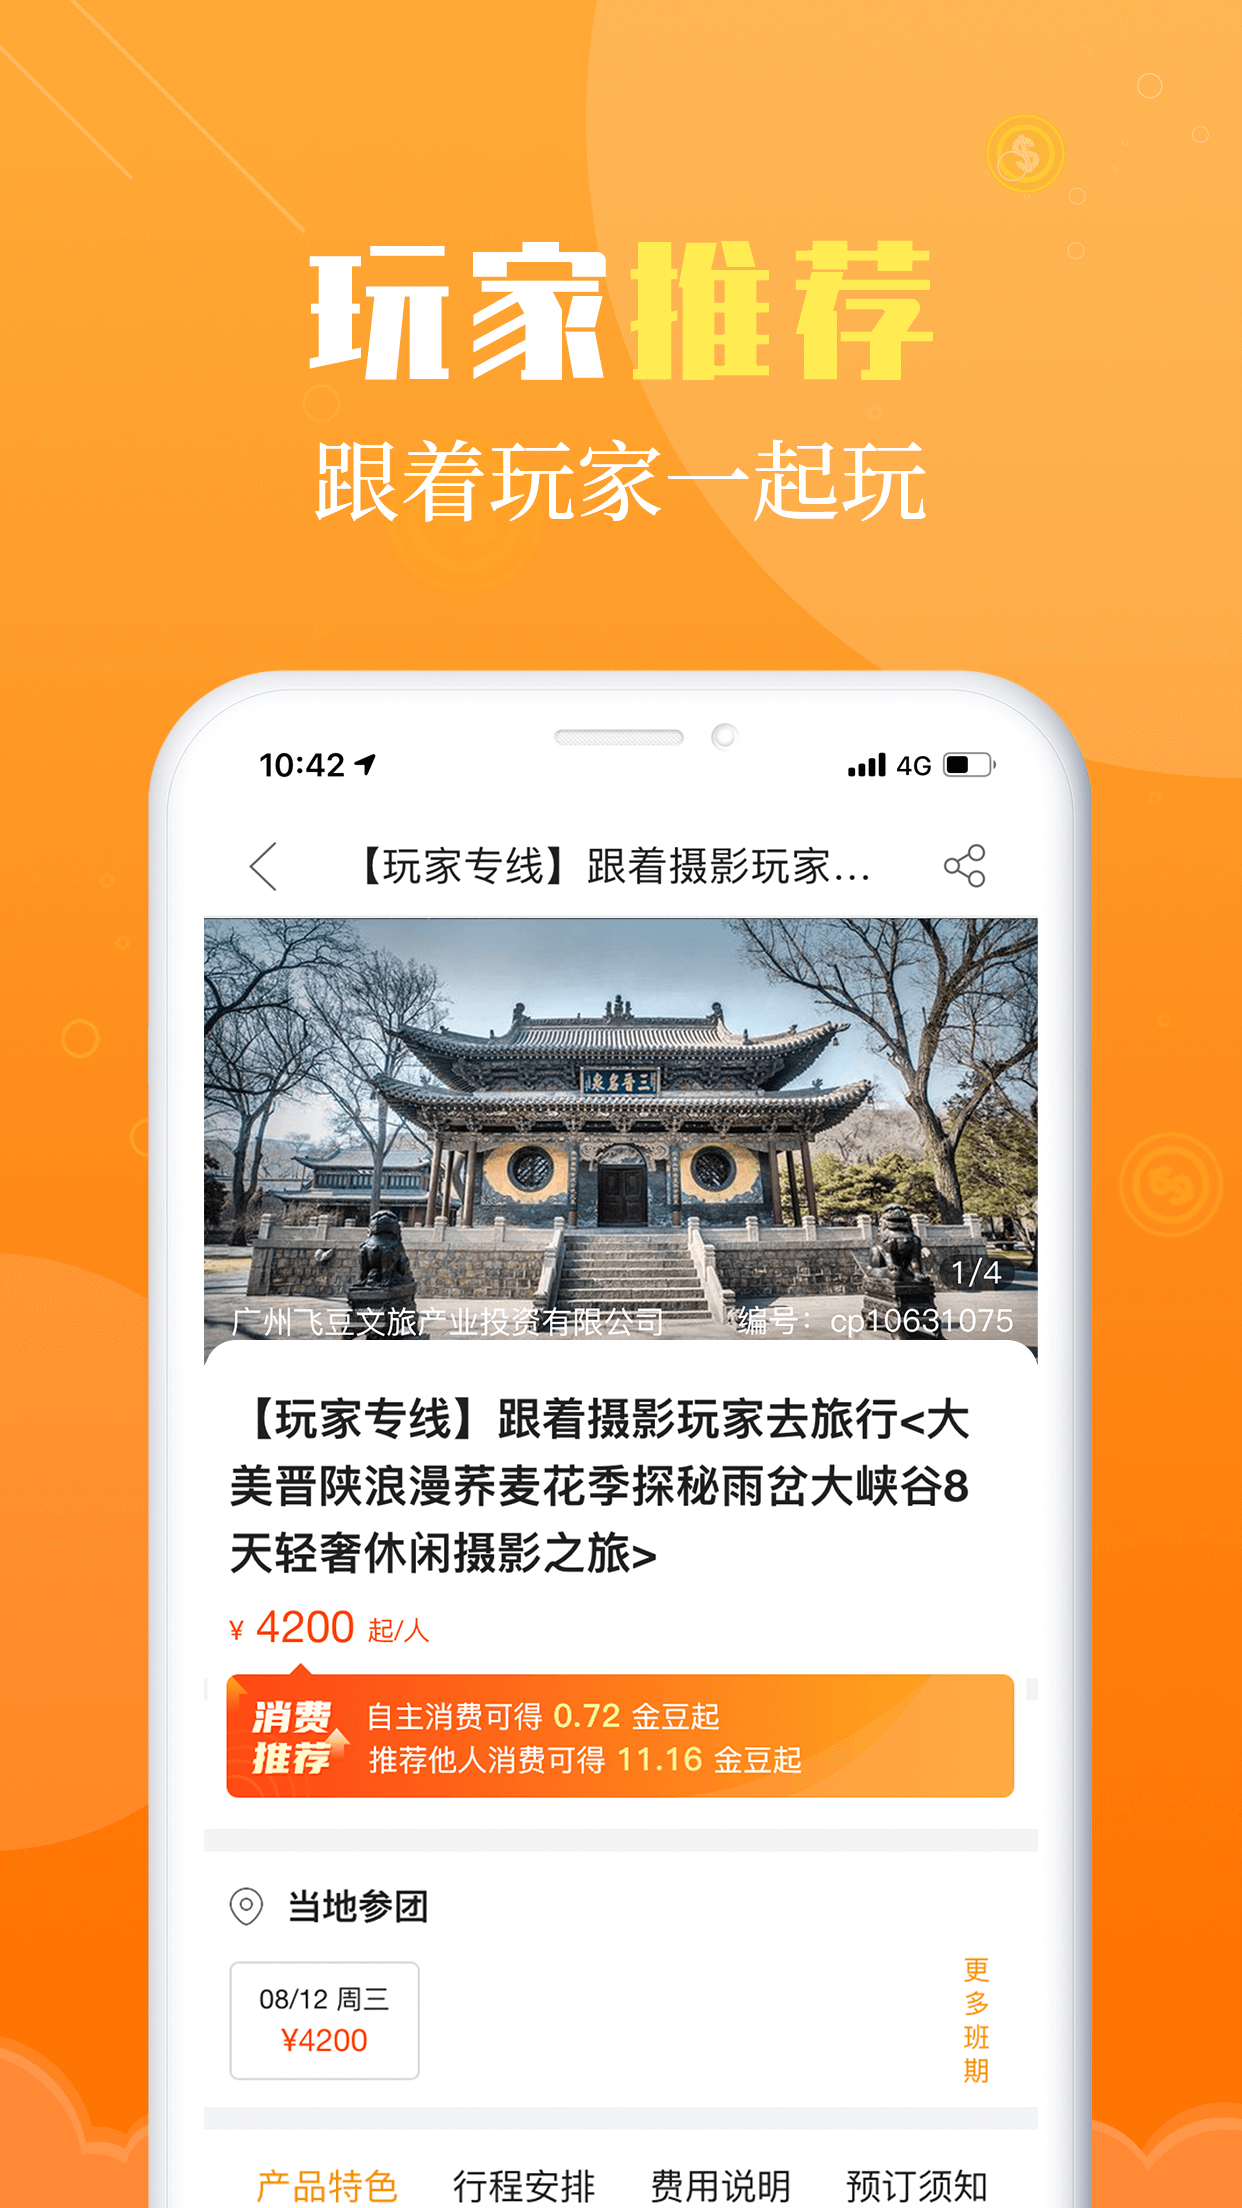 玩家推荐
跟着玩家一起玩
10:42
4G
【玩家专线】跟着摄影玩家...
三晋名泉
1/4
广州飞豆文旅产业投资有限公司
编号：cp10631075
【玩家专线】跟着摄影玩家去旅行<大
美晋陕浪漫荞麦花季探秘雨岔大峡谷8
天轻奢休闲摄影之旅>
¥ 4200 起/人
消费
推荐
自主消费可得 0.72 金豆起
推荐他人消费可得 11.16 金豆起
当地参团
08/12 周三
¥4200
更多班期
产品特色 行程安排 费用说明 预订须知